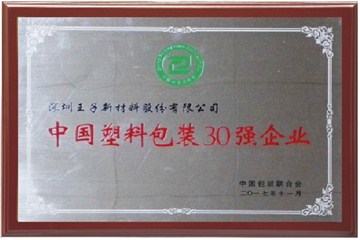 深圳王子新材料股份有限公司
中国塑料包装30强企业
中国包装联合会
二〇一七年十一月